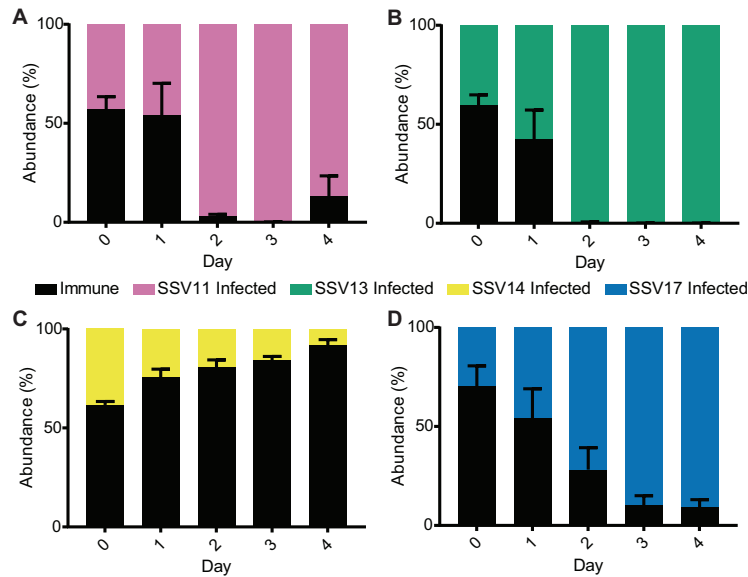 A
B
Abundance (%)
100
50
0
0 1 2 3 4
Day
Abundance (%)
100
50
0
0 1 2 3 4
Day
Immune SSV11 Infected SSV13 Infected SSV14 Infected SSV17 Infected
C
D
Abundance (%)
100
50
0
0 1 2 3 4
Day
Abundance (%)
100
50
0
0 1 2 3 4
Day